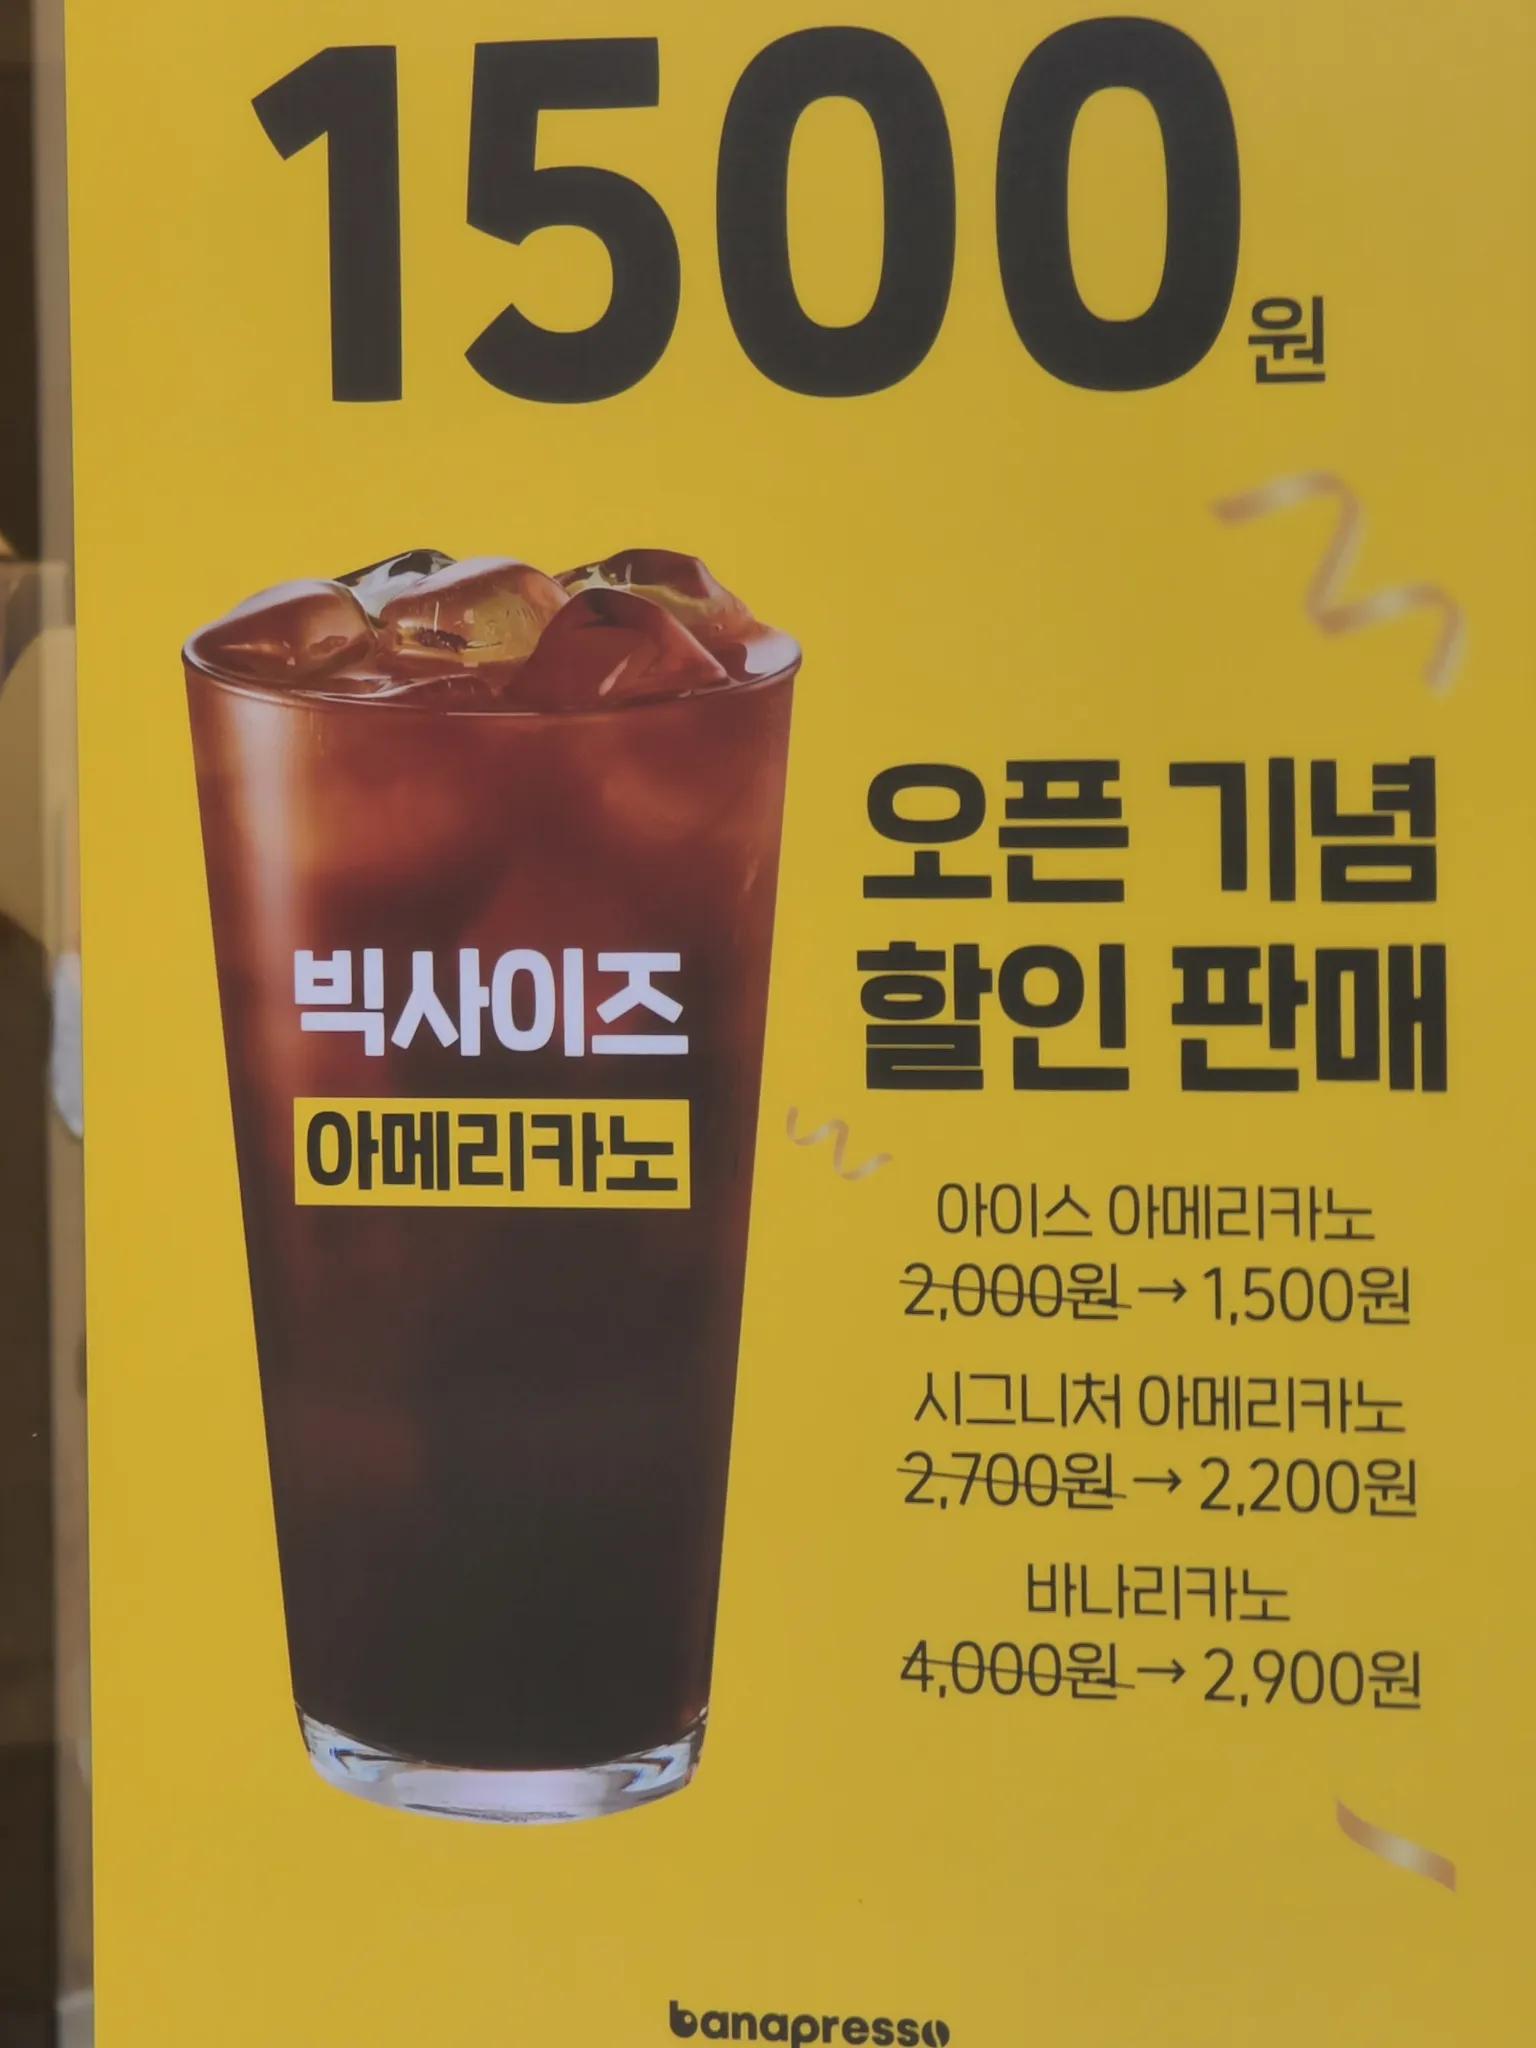 1500원
오픈 기념
할인 판매
빅사이즈
아메리카노
아이스 아메리카노
2,000원 → 1,500원
시그니처 아메리카노
2,700원 → 2,200원
바나리카노
4,000원 → 2,900원
banapresso